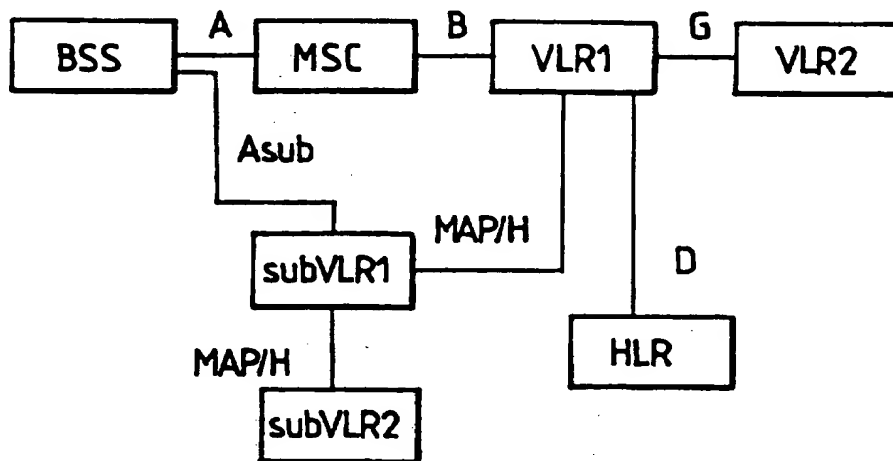 A
B
G
BSS
MSC
VLR1
VLR2
Asub
MAP/H
subVLR1
D
HLR
MAP/H
subVLR2